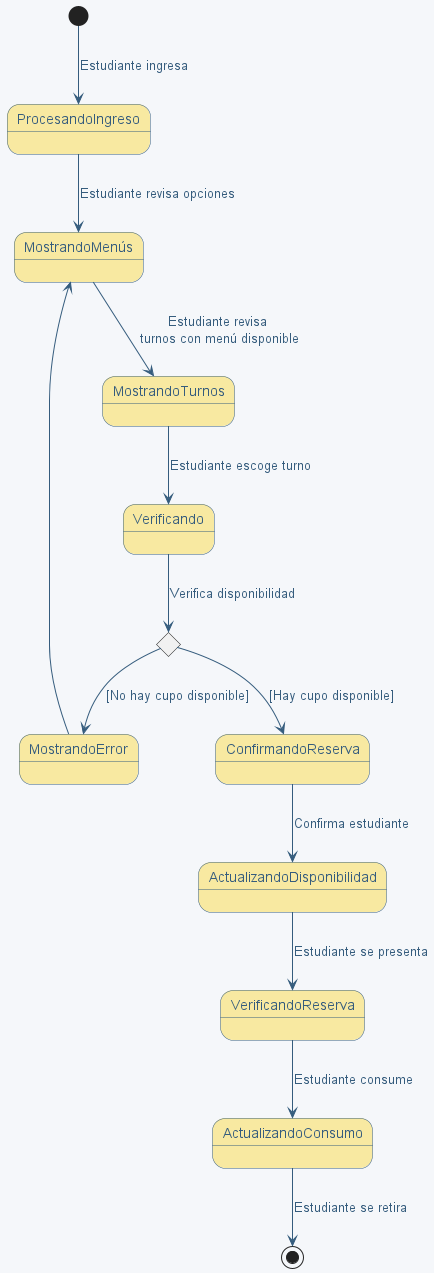 Estudiante ingresa
ProcesandoIngreso
Estudiante revisa opciones
MostrandoMenús
Estudiante revisa
turnos con menú disponible
MostrandoTurnos
Estudiante escoge turno
Verificando
Verifica disponibilidad
[No hay cupo disponible]
[Hay cupo disponible]
MostrandoError
ConfirmandoReserva
Confirma estudiante
ActualizandoDisponibilidad
Estudiante se presenta
VerificandoReserva
Estudiante consume
ActualizandoConsumo
Estudiante se retira